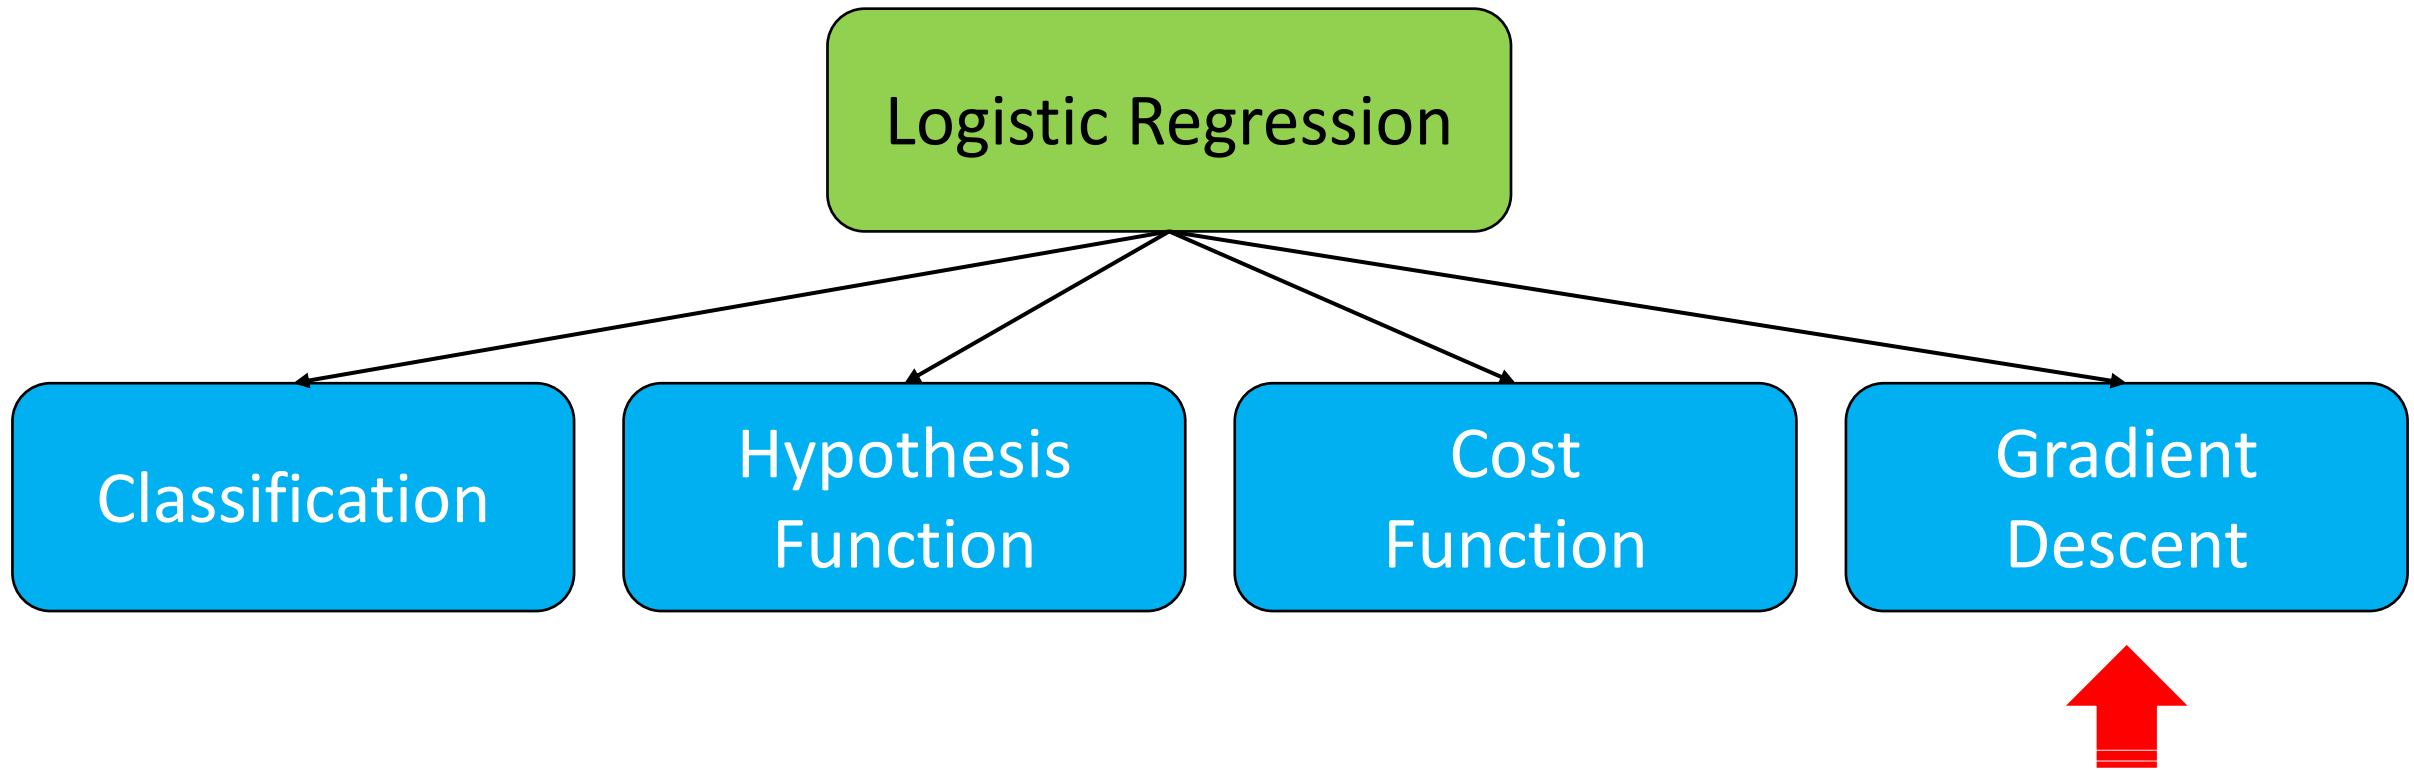 Logistic Regression
Classification
Hypothesis
Function
Cost
Function
Gradient
Descent